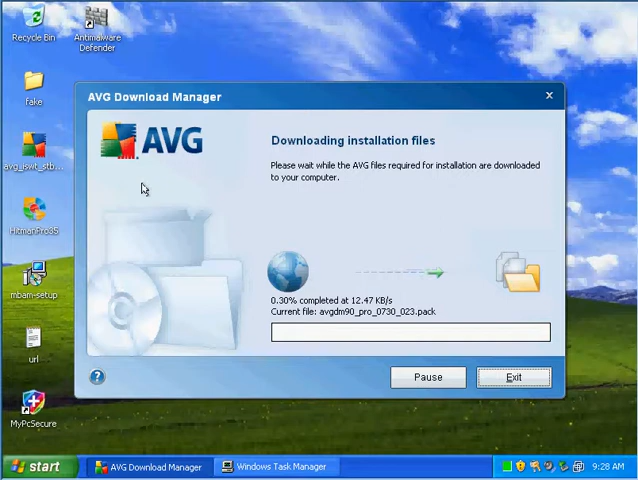 Recycle Bin
Antimalware
Defender
fake
avg_iswt_stb...
HitmanPro35
mbam-setup
url
MyPcSecure
AVG Download Manager
AVG
Downloading installation files
Please wait while the AVG files required for installation are downloaded
to your computer.
0.30% completed at 12.47 KB/s
Current file: avgdm90_pro_0730_023.pack
?
Pause
Exit
start
AVG Download Manager
Windows Task Manager
9:28 AM